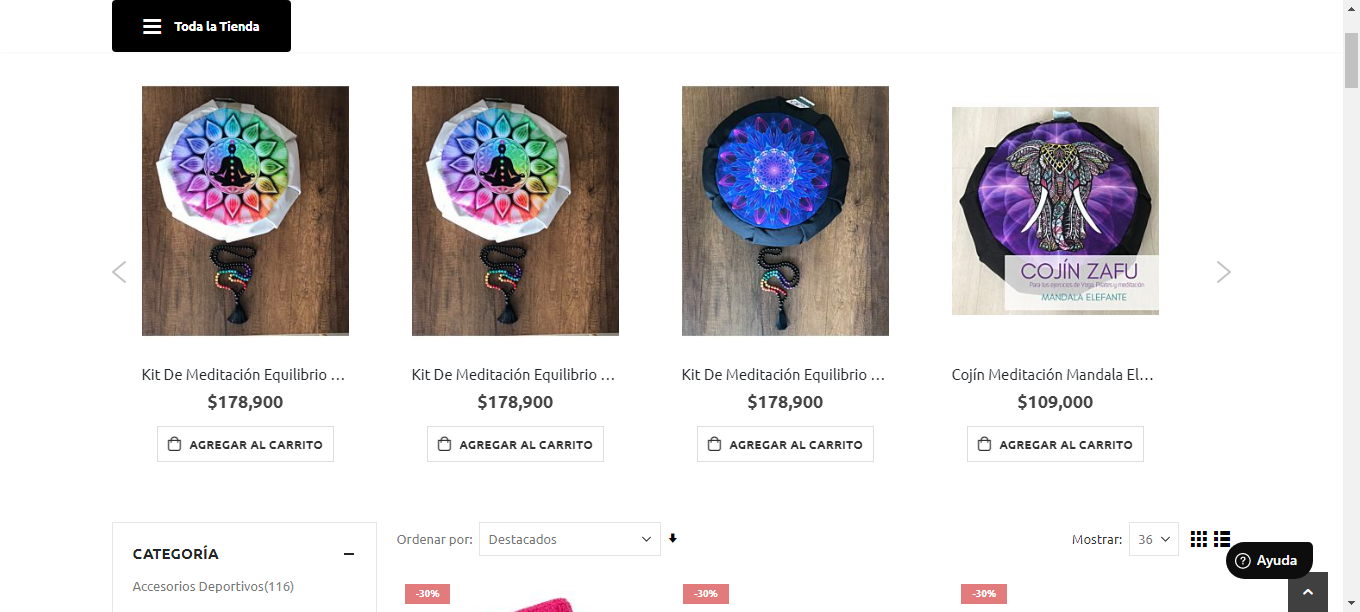 Toda la Tienda
COJÍN ZAFU
Para tus ejercicios de Yoga, Pilates y meditación
MANDALA ELEFANTE
Kit De Meditación Equilibrio ...
Kit De Meditación Equilibrio ...
Kit De Meditación Equilibrio ...
Cojín Meditación Mandala El...
$178,900
$178,900
$178,900
$109,000
AGREGAR AL CARRITO
AGREGAR AL CARRITO
AGREGAR AL CARRITO
AGREGAR AL CARRITO
CATEGORÍA
Accesorios Deportivos(116)
Ordenar por: Destacados
Mostrar: 36
Ayuda
-30%
-30%
-30%